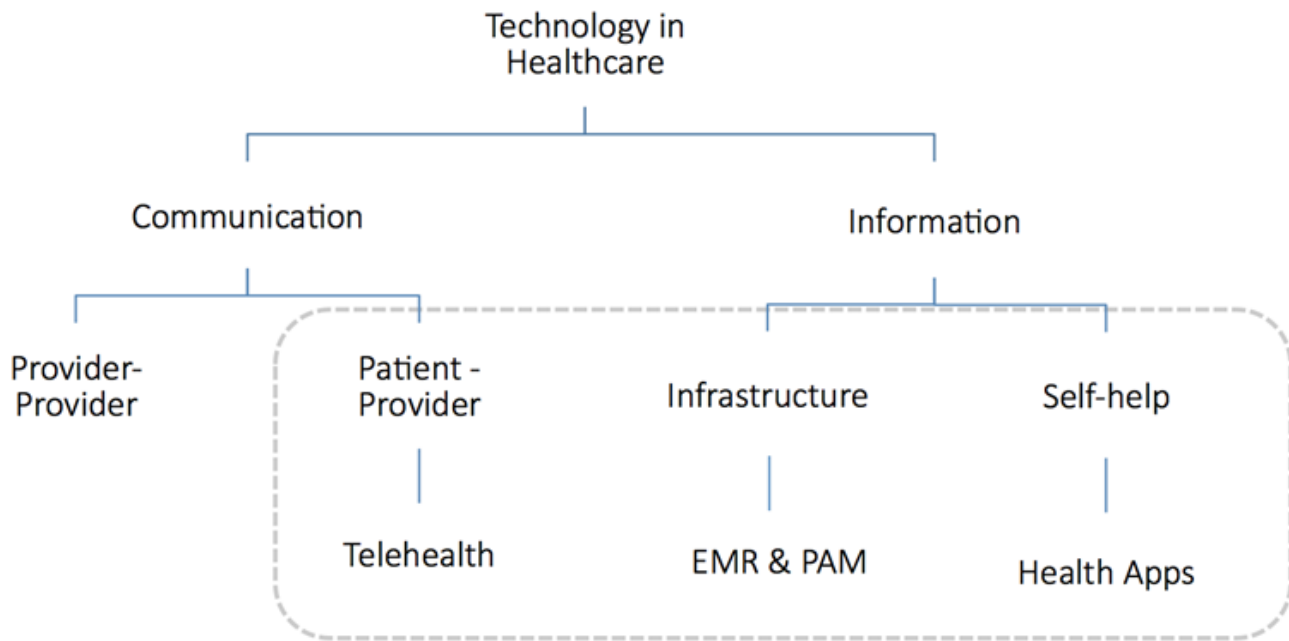 Technology in
Healthcare
Communication
Information
Provider-
Provider
Patient -
Provider
Infrastructure
Self-help
Telehealth
EMR & PAM
Health Apps